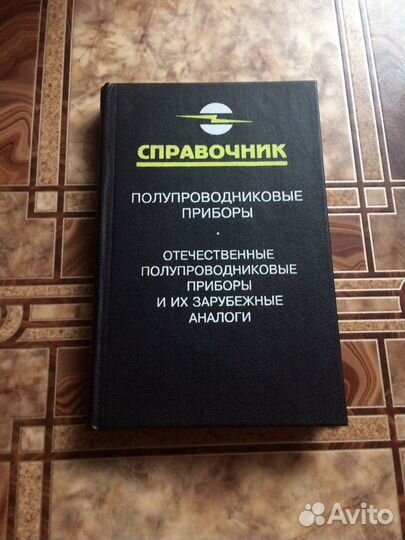 СПРАВОЧНИК
ПОЛУПРОВОДНИКОВЫЕ
ПРИБОРЫ
·
ОТЕЧЕСТВЕННЫЕ
ПОЛУПРОВОДНИКОВЫЕ
ПРИБОРЫ
И ИХ ЗАРУБЕЖНЫЕ
АНАЛОГИ
Avito